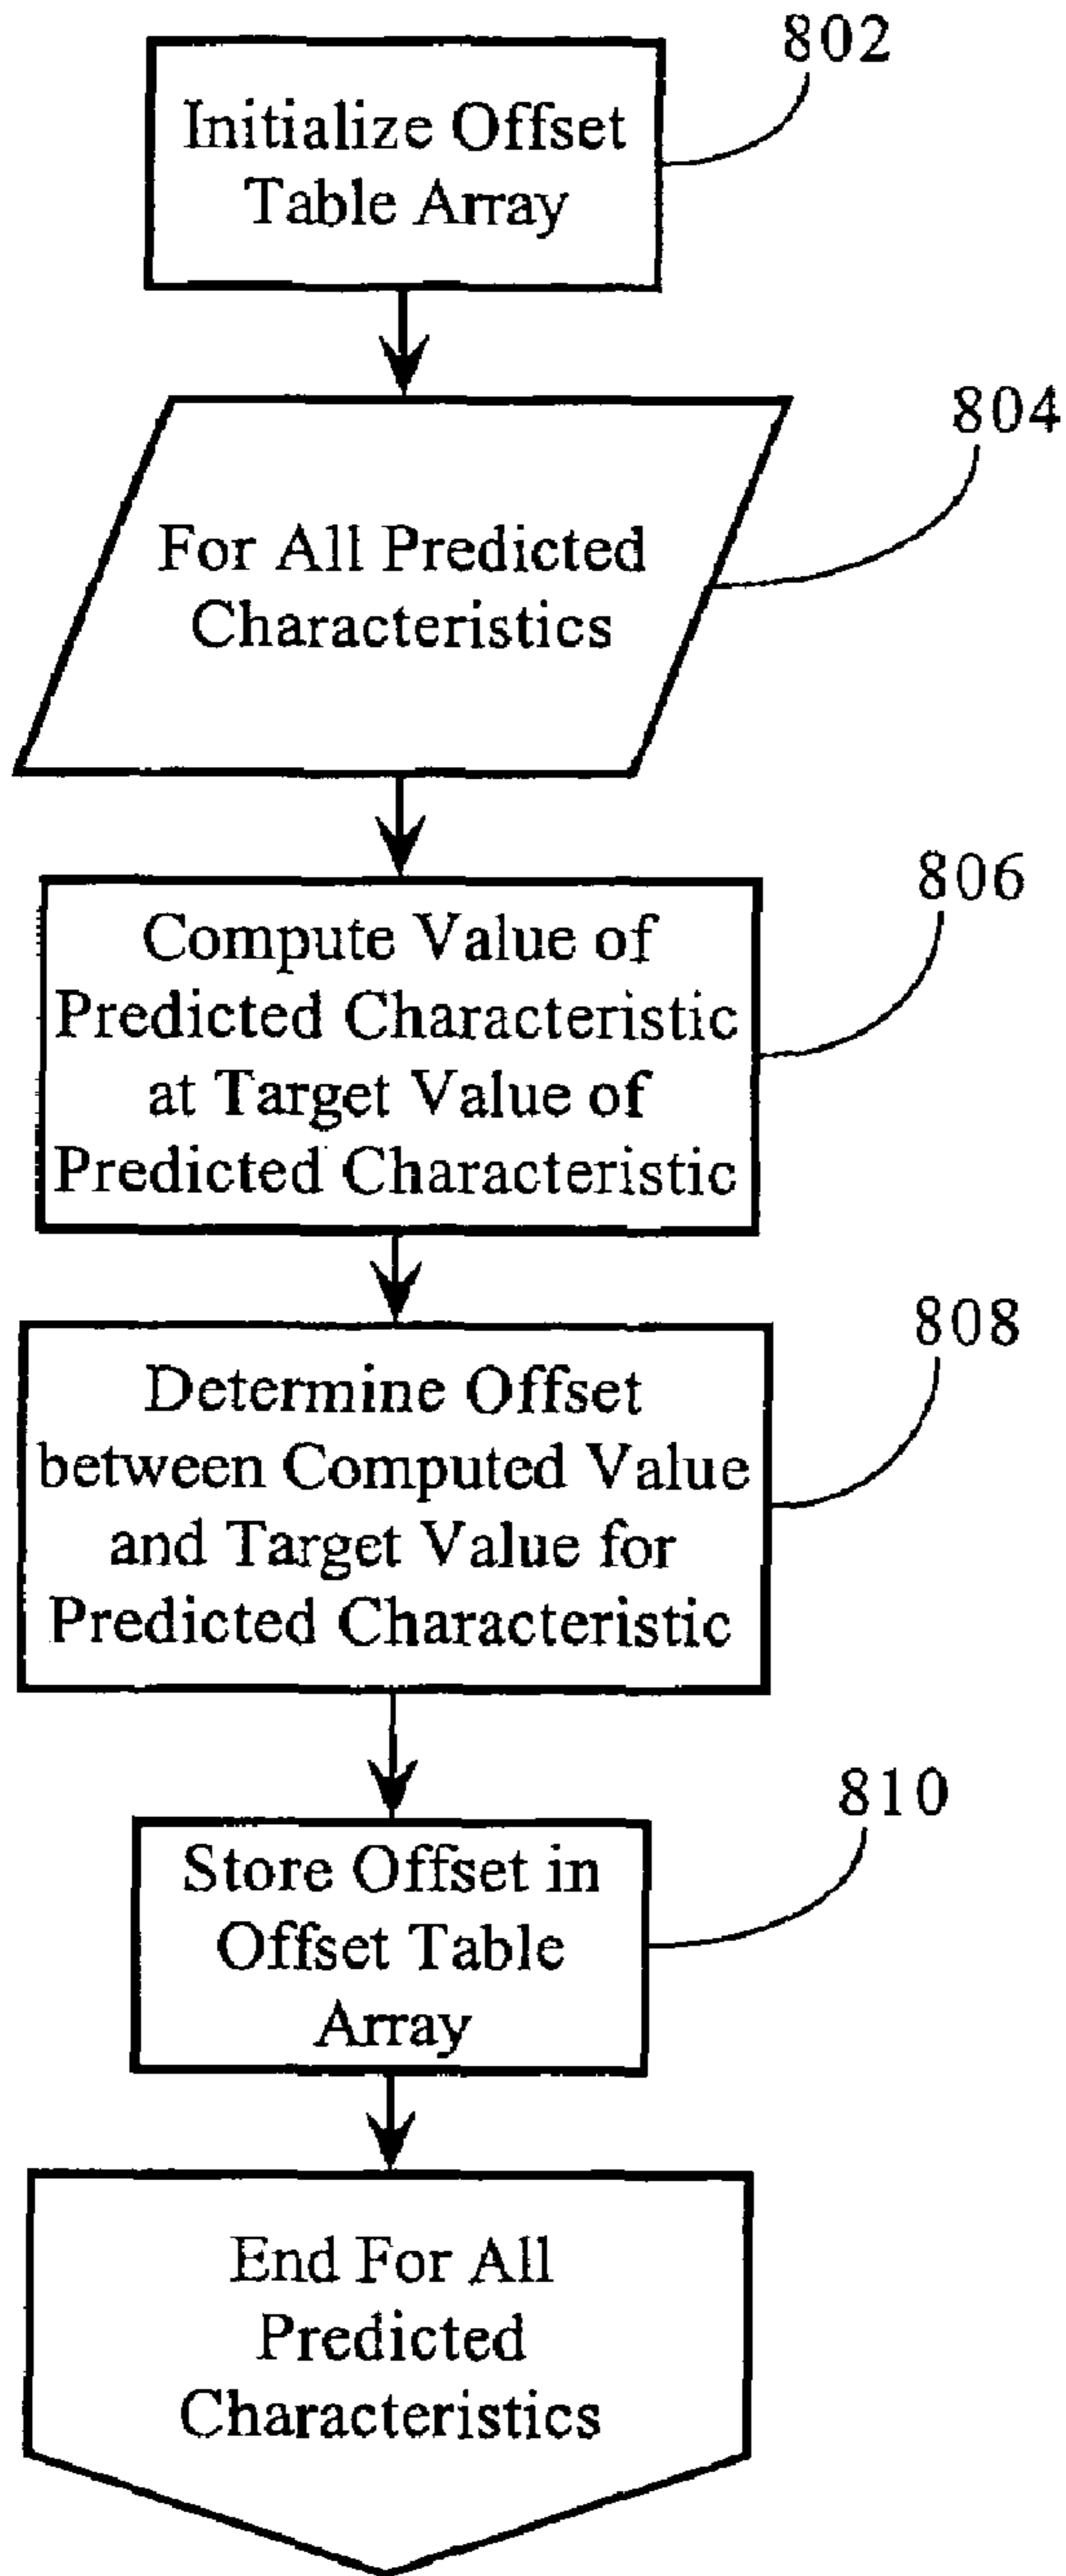 802
Initialize Offset
Table Array
804
For All Predicted
Characteristics
806
Compute Value of
Predicted Characteristic
at Target Value of
Predicted Characteristic
808
Determine Offset
between Computed Value
and Target Value for
Predicted Characteristic
810
Store Offset in
Offset Table
Array
End For All
Predicted
Characteristics